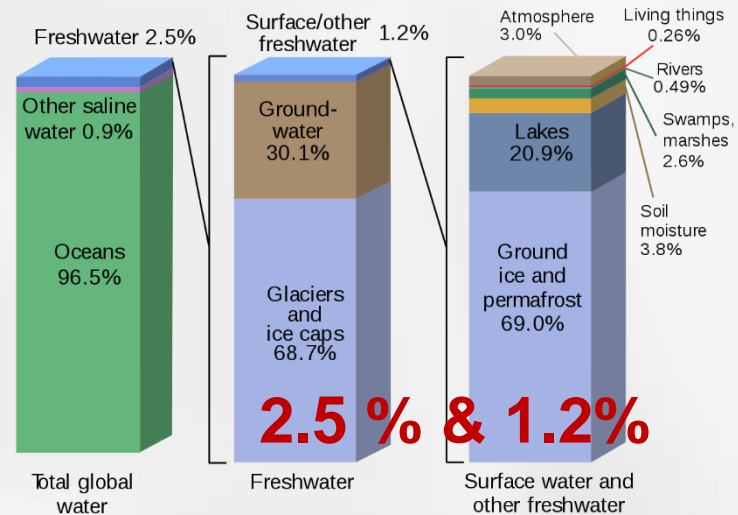 Freshwater 2.5%
Other saline
water 0.9%
Oceans
96.5%
Total global
water
Surface/other
freshwater 1.2%
Ground-
water
30.1%
Glaciers
and
ice caps
68.7%
Freshwater
Atmosphere
3.0%
Living things
0.26%
Rivers
0.49%
Swamps,
marshes
2.6%
Soil
moisture
3.8%
Lakes
20.9%
Ground
ice and
permafrost
69.0%
Surface water and
other freshwater
2.5 % & 1.2%